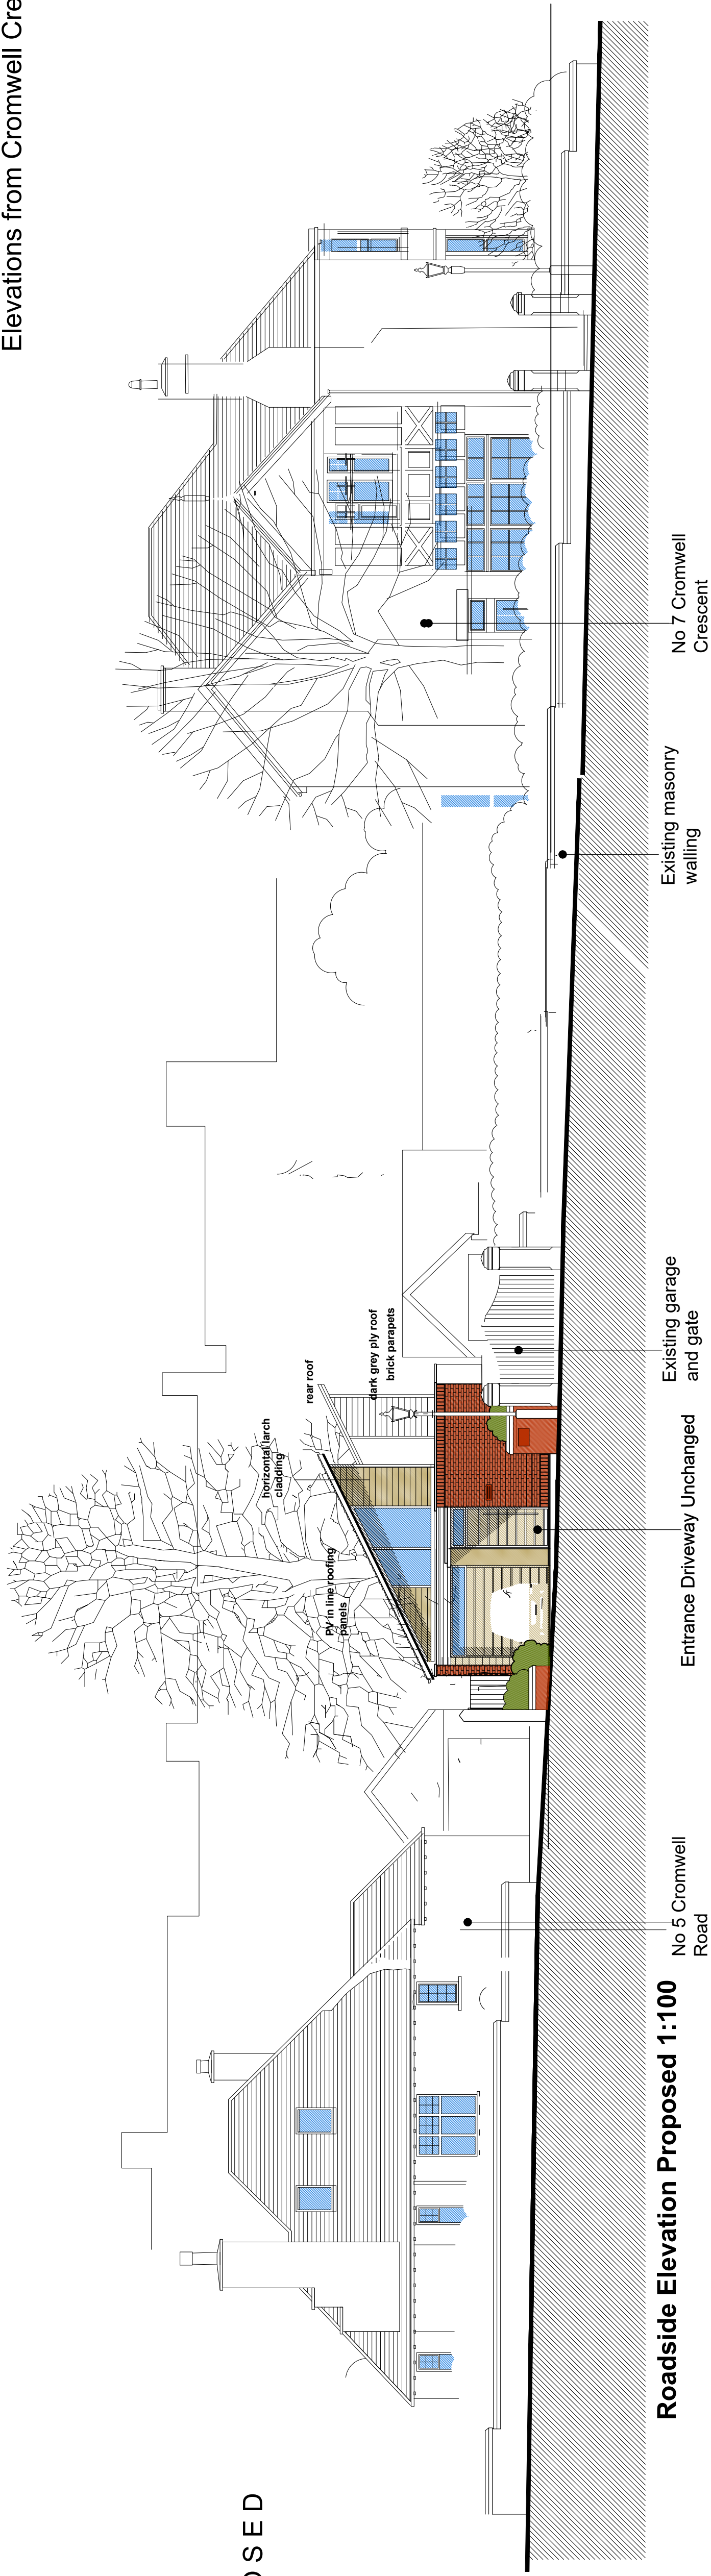 Elevations from Cromwell Cre
OSED
rear roof
dark grey ply roof
brick parapets
horizontal larch
cladding
PV in line roofing
panels
No 5 Cromwell
Road
Entrance Driveway Unchanged
Existing garage
and gate
Existing masonry
walling
No 7 Cromwell
Crescent
Roadside Elevation Proposed 1:100